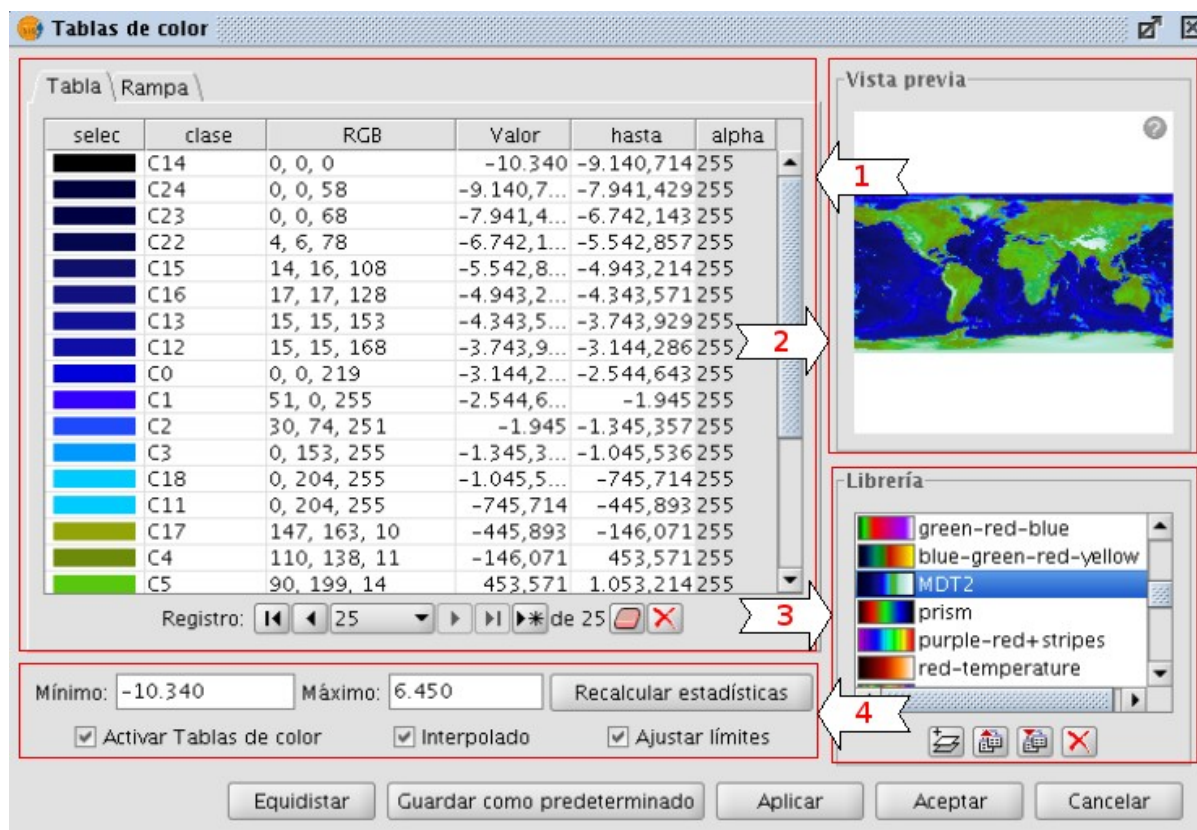 Tablas de color
Tabla Rampa
selec clase RGB Valor hasta alpha
C14 0, 0, 0 -10.340 -9.140,714 255
C24 0, 0, 58 -9.140,7... -7.941,429 255
C23 0, 0, 68 -7.941,4... -6.742,143 255
C22 4, 6, 78 -6.742,1... -5.542,857 255
C15 14, 16, 108 -5.542,8... -4.943,214 255
C16 17, 17, 128 -4.943,2... -4.343,571 255
C13 15, 15, 153 -4.343,5... -3.743,929 255
C12 15, 15, 168 -3.743,9... -3.144,286 255
C0 0, 0, 219 -3.144,2... -2.544,643 255
C1 51, 0, 255 -2.544,6... -1.945 255
C2 30, 74, 251 -1.945 -1.345,357 255
C3 0, 153, 255 -1.345,3... -1.045,536 255
C18 0, 204, 255 -1.045,5... -745,714 255
C11 0, 204, 255 -745,714 -445,893 255
C17 147, 163, 10 -445,893 -146,071 255
C4 110, 138, 11 -146,071 453,571 255
C5 90, 199, 14 453,571 1.053,214 255
Registro: 25 de 25
Mínimo: -10.340 Máximo: 6.450 Recalcular estadísticas
Activar Tablas de color Interpolado Ajustar límites
Vista previa
?
1
2
Librería
green-red-blue
blue-green-red-yellow
MDT2
prism
purple-red+stripes
red-temperature
3
4
Equidistar Guardar como predeterminado Aplicar Aceptar Cancelar